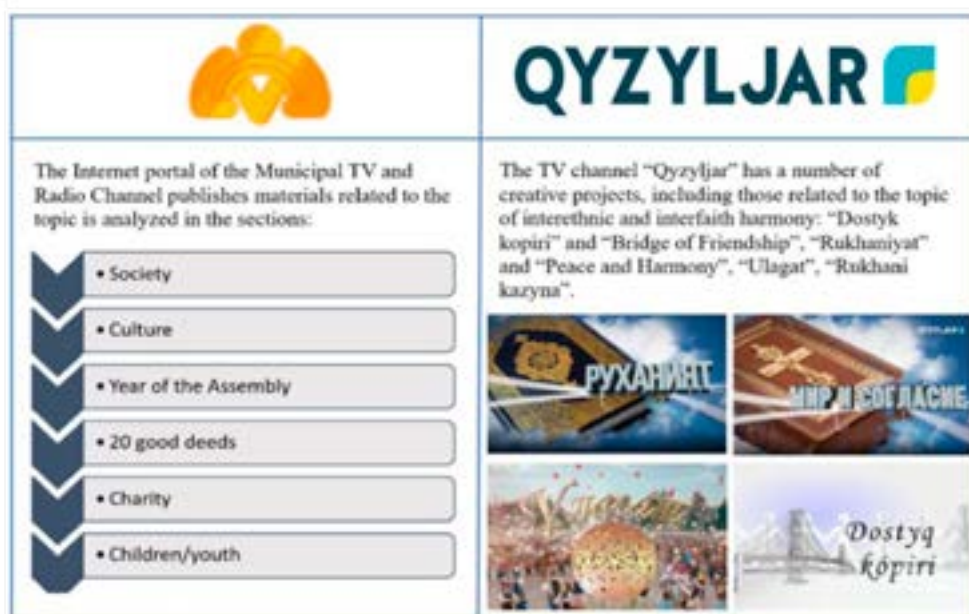 QYZYLJAR
The Internet portal of the Municipal TV and
Radio Channel publishes materials related to the
topic is analyzed in the sections:
• Society
• Culture
• Year of the Assembly
• 20 good deeds
• Charity
• Children/youth
The TV channel “Qyzyljar” has a number of
creative projects, including those related to the topic
of interethnic and interfaith harmony: “Dostyk
kopiri” and “Bridge of Friendship”, “Rukhaniyat”
and “Peace and Harmony”, “Ulagat”, “Rukhani
kazyna”.
РУХАНИЯТ
МИР И СОГЛАСИЕ
Dostyq
kópiri